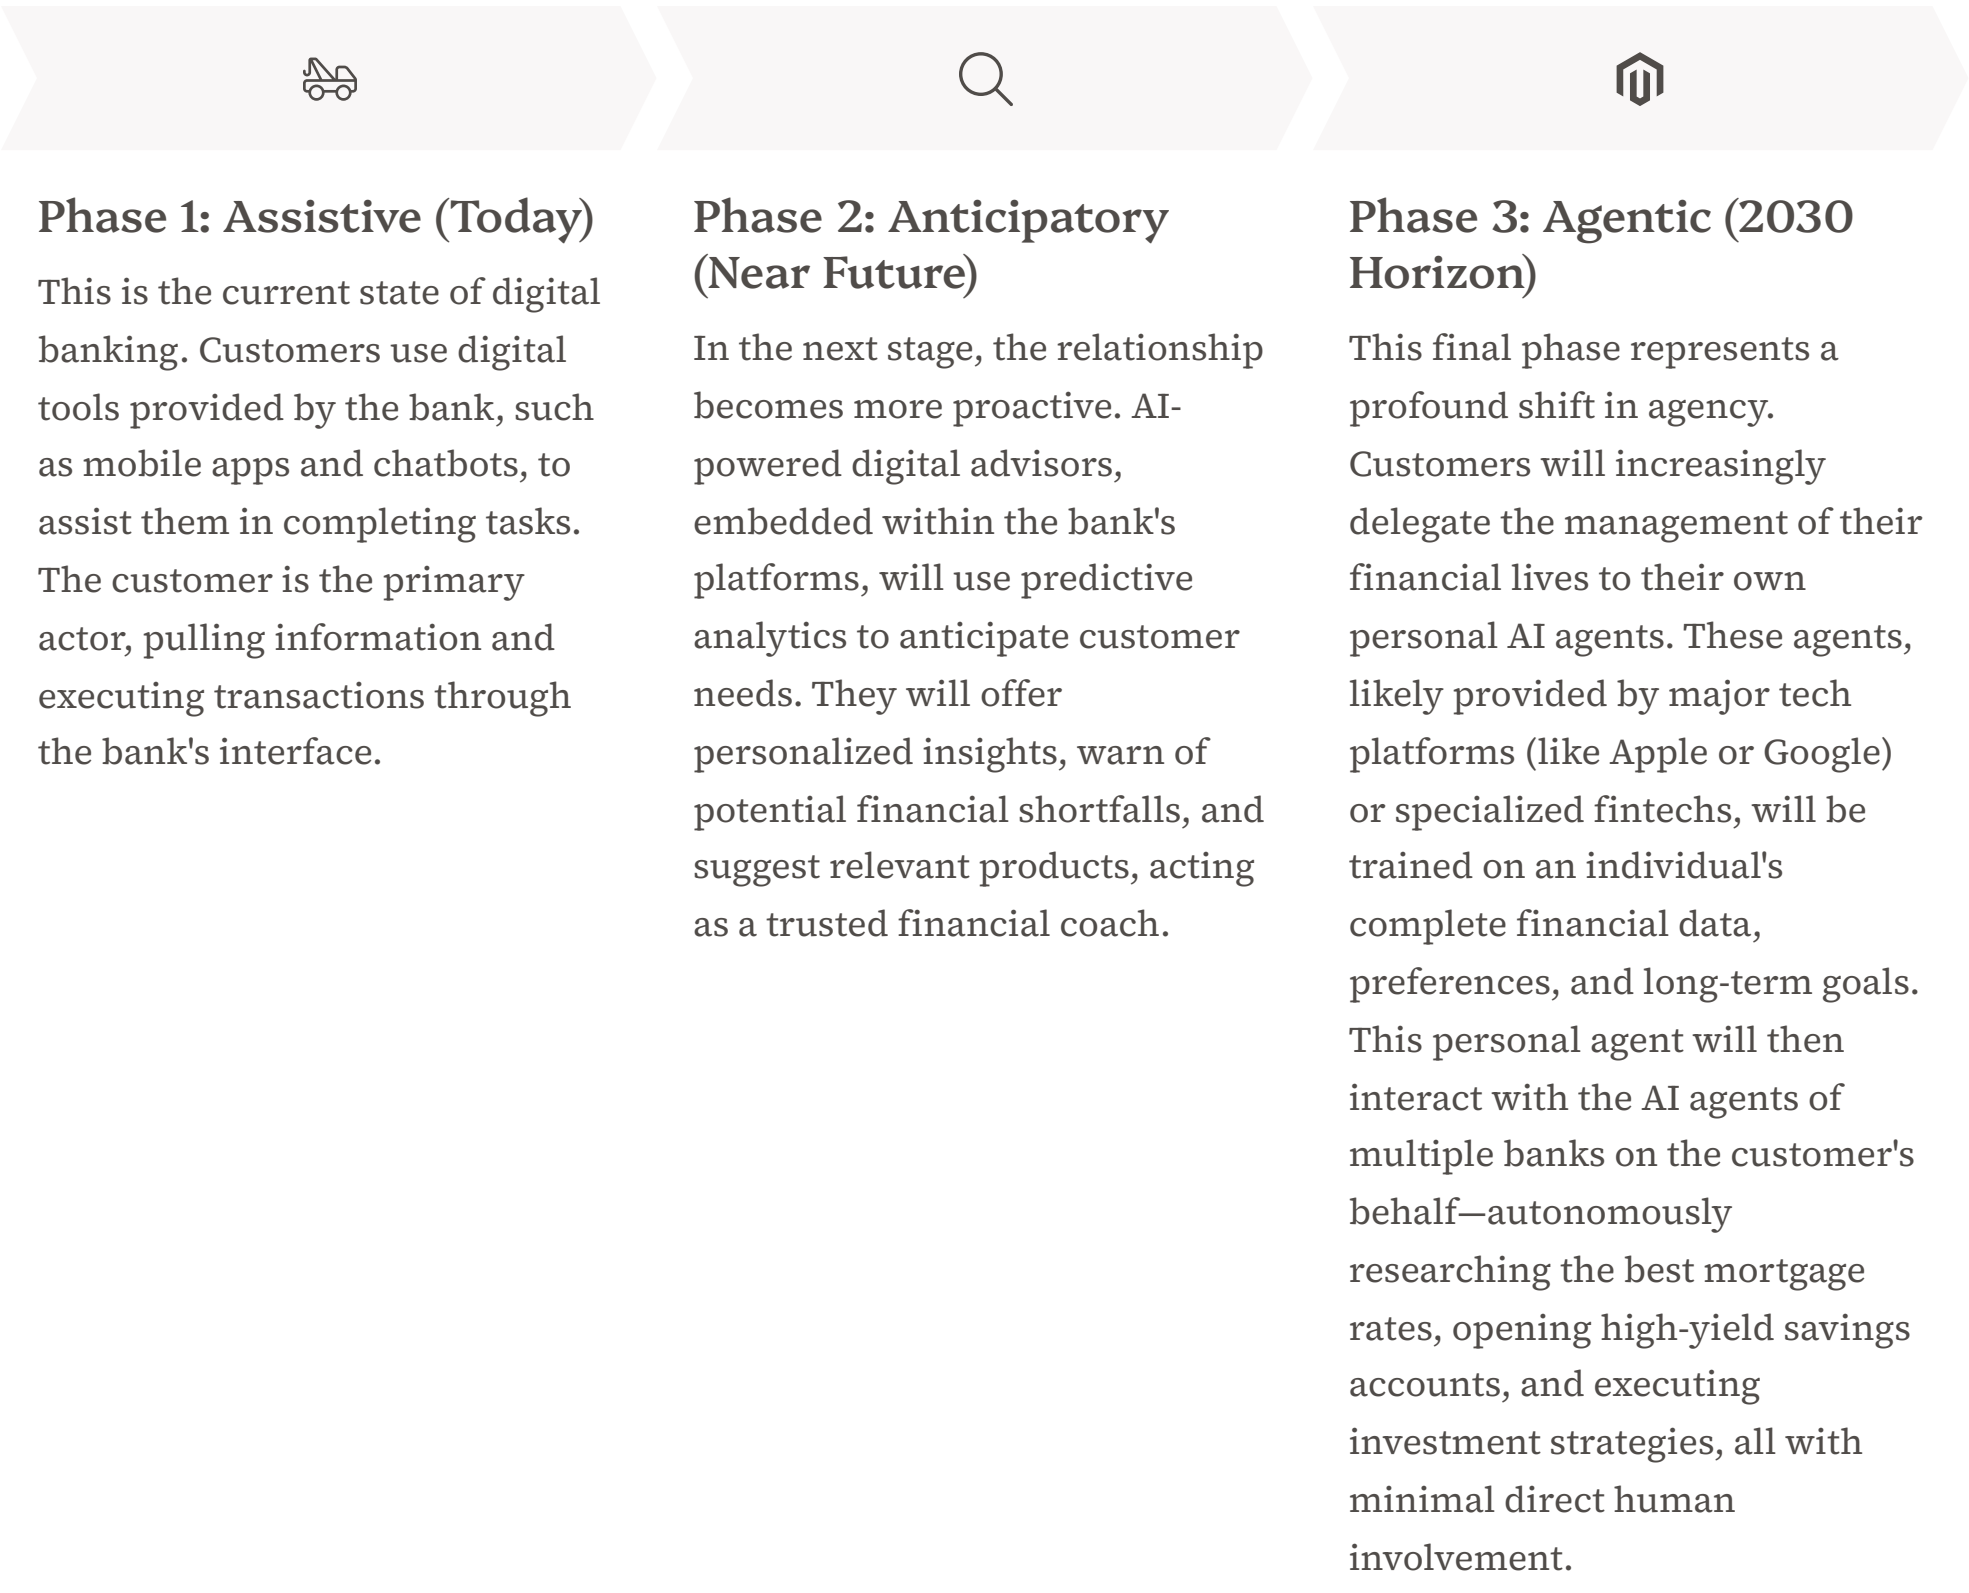 Phase 1: Assistive (Today)
This is the current state of digital
banking. Customers use digital
tools provided by the bank, such
as mobile apps and chatbots, to
assist them in completing tasks.
The customer is the primary
actor, pulling information and
executing transactions through
the bank's interface.
Phase 2: Anticipatory
(Near Future)
In the next stage, the relationship
becomes more proactive. AI-
powered digital advisors,
embedded within the bank's
platforms, will use predictive
analytics to anticipate customer
needs. They will offer
personalized insights, warn of
potential financial shortfalls, and
suggest relevant products, acting
as a trusted financial coach.
Phase 3: Agentic (2030
Horizon)
This final phase represents a
profound shift in agency.
Customers will increasingly
delegate the management of their
financial lives to their own
personal AI agents. These agents,
likely provided by major tech
platforms (like Apple or Google)
or specialized fintechs, will be
trained on an individual's
complete financial data,
preferences, and long-term goals.
This personal agent will then
interact with the AI agents of
multiple banks on the customer's
behalf—autonomously
researching the best mortgage
rates, opening high-yield savings
accounts, and executing
investment strategies, all with
minimal direct human
involvement.